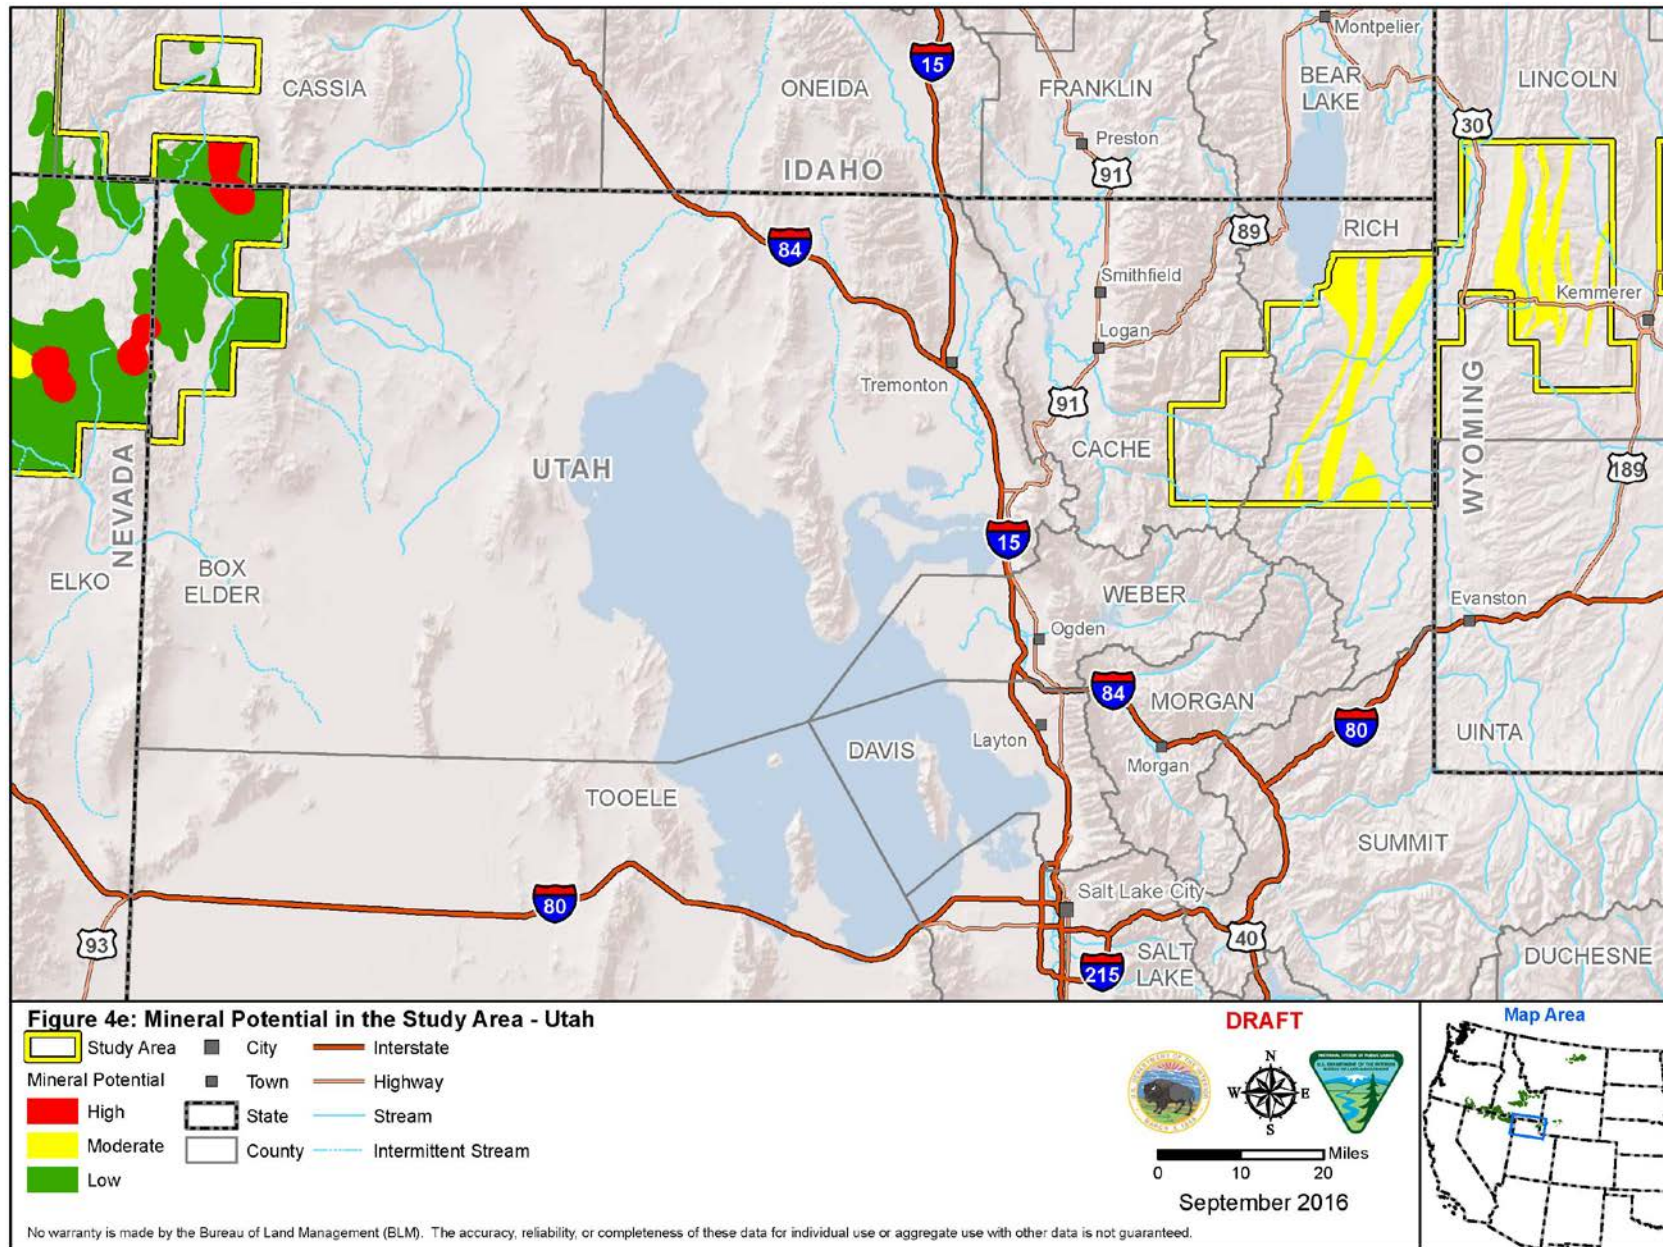 Montpelier
15
CASSIA
ONEIDA
FRANKLIN
BEAR
LAKE
LINCOLN
30
Preston
IDAHO
91
84
89
RICH
Smithfield
Kemmerer
Logan
Tremonton
91
WYOMING
CACHE
UTAH
189
NEVADA
15
ELKO
BOX
ELDER
WEBER
Evanston
Ogden
84
MORGAN
80
UINTA
Layton
DAVIS
Morgan
TOOELE
SUMMIT
80
Salt Lake City
93
40
SALT
LAKE
215
DUCHESNE
Figure 4e: Mineral Potential in the Study Area - Utah
Study Area
City
Interstate
Mineral Potential
Town
Highway
High
State
Stream
Moderate
County
Intermittent Stream
Low
DRAFT
N
W
E
S
0 10 20 Miles
September 2016
Map Area
No warranty is made by the Bureau of Land Management (BLM). The accuracy, reliability, or completeness of these data for individual use or aggregate use with other data is not guaranteed.